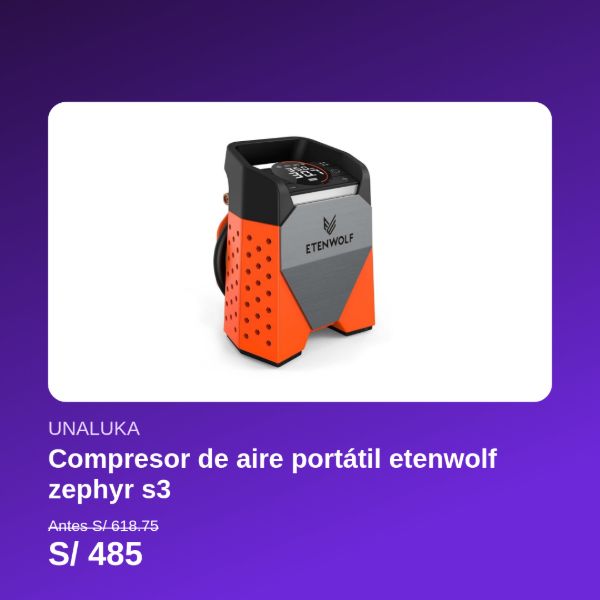 ETENWOLF
UNALUKA
Compresor de aire portátil etenwolf
zephyr s3
Antes S/ 618.75
S/ 485